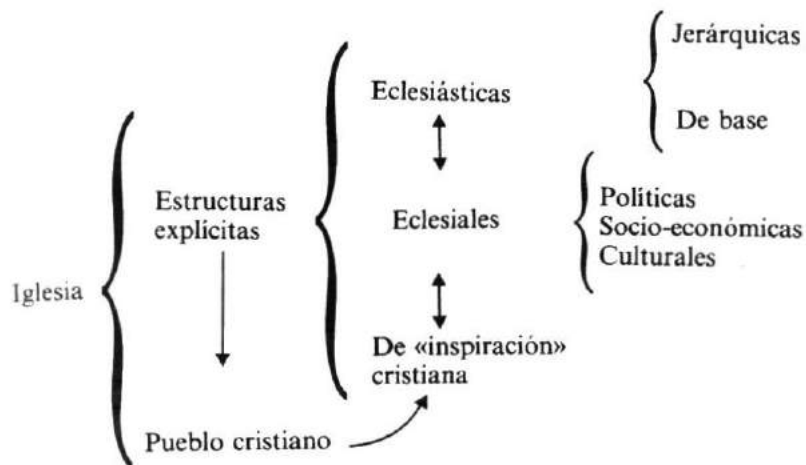 Jerárquicas
Eclesiásticas
De base
Estructuras
explícitas
Eclesiales
Políticas
Socio-económicas
Culturales
Iglesia
De «inspiración»
cristiana
Pueblo cristiano